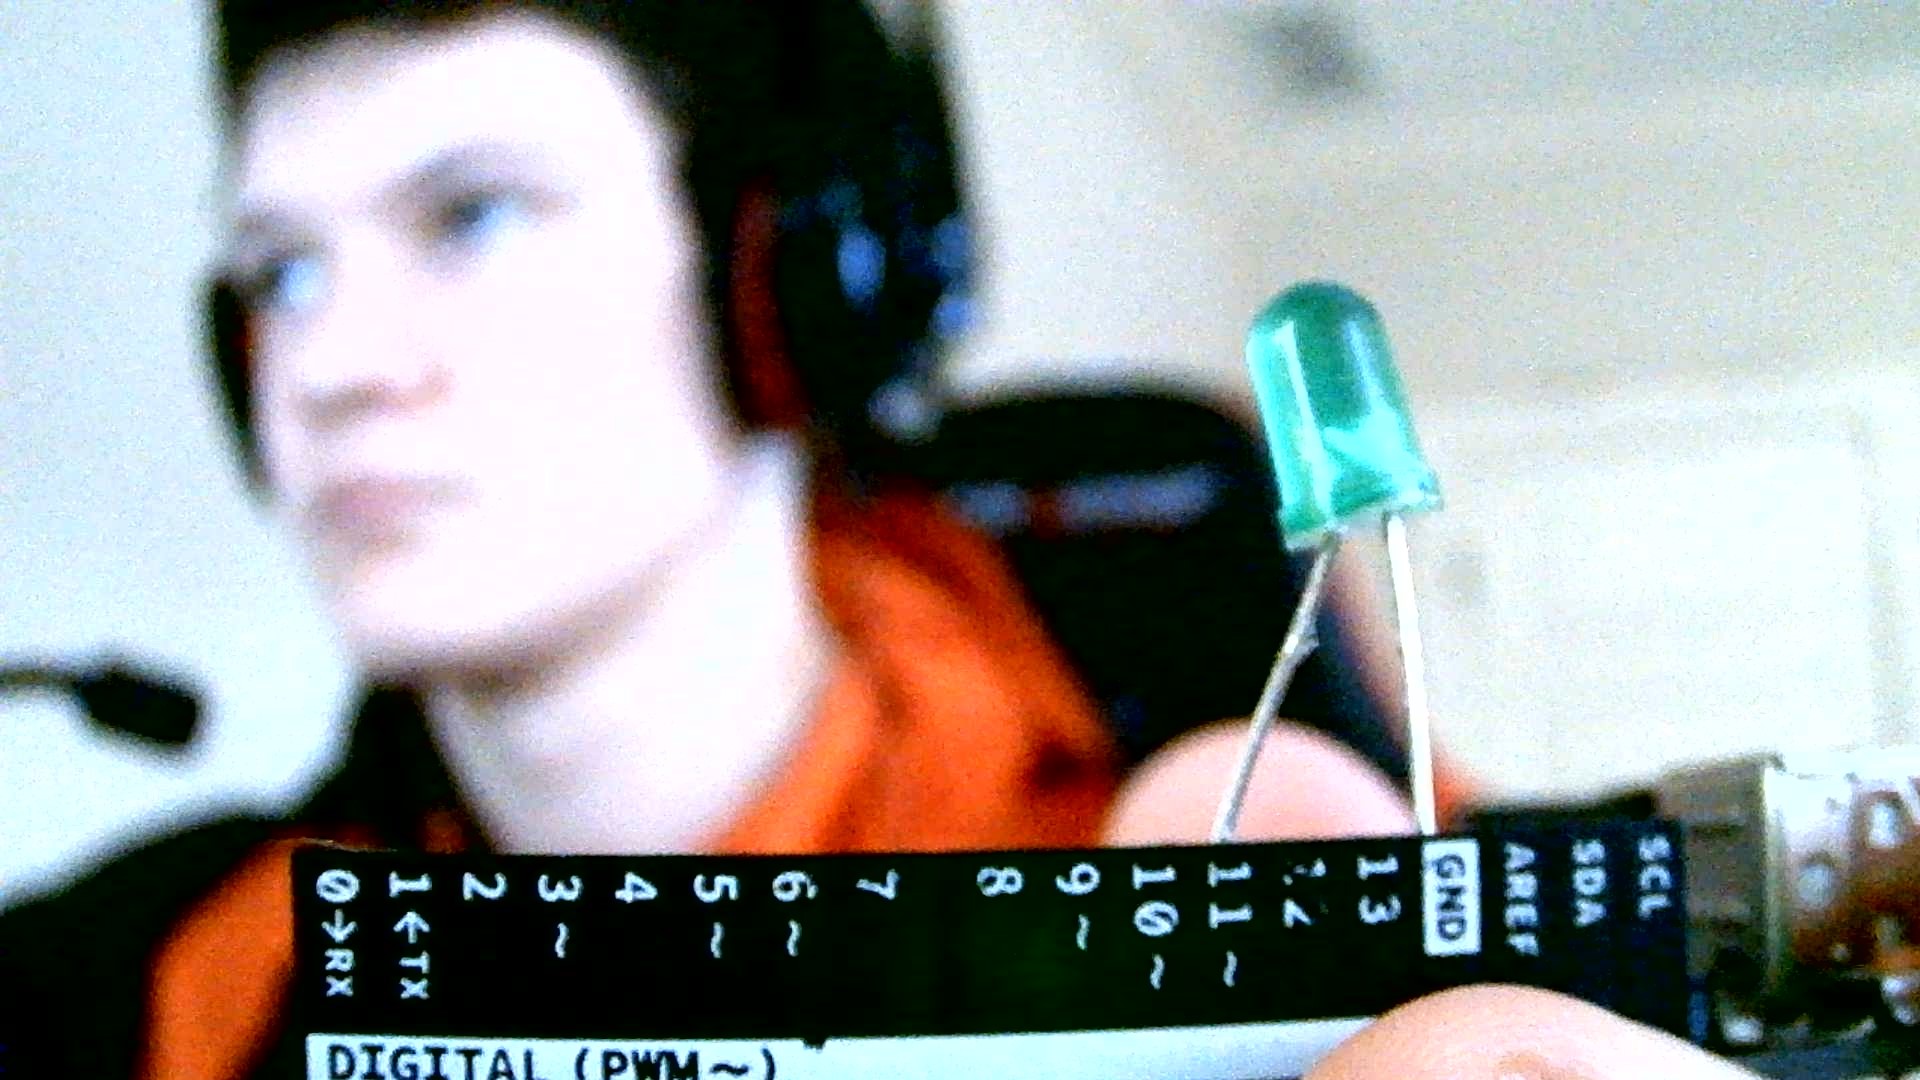 0→RX
1←TX
2
3~
4
5~
6~
7
8
9~
10~
11~
12
13
GND
AREF
SDA
SCL
DIGITAL (PWM~)